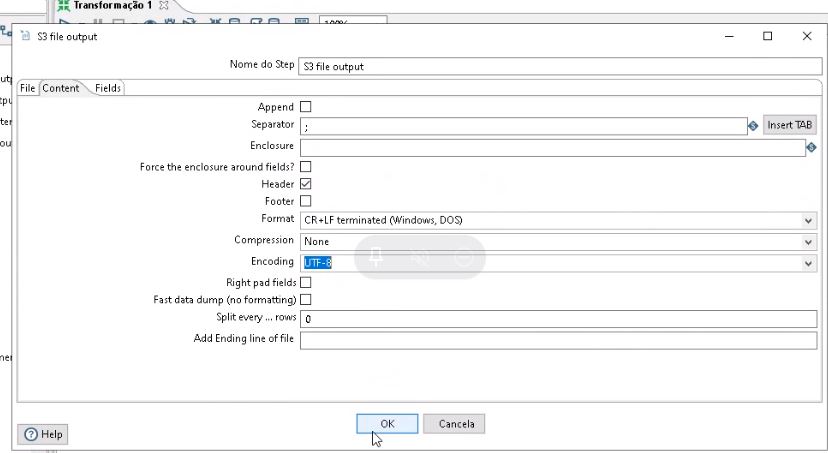 Transformação 1
100%
S3 file output
Nome do Step S3 file output
File Content Fields
Append
Separator ; Insert TAB
Enclosure
Force the enclosure around fields?
Header
Footer
Format CR+LF terminated (Windows, DOS)
Compression None
Encoding UTF-8
Right pad fields
Fast data dump (no formatting)
Split every ... rows 0
Add Ending line of file
OK Cancela
Help